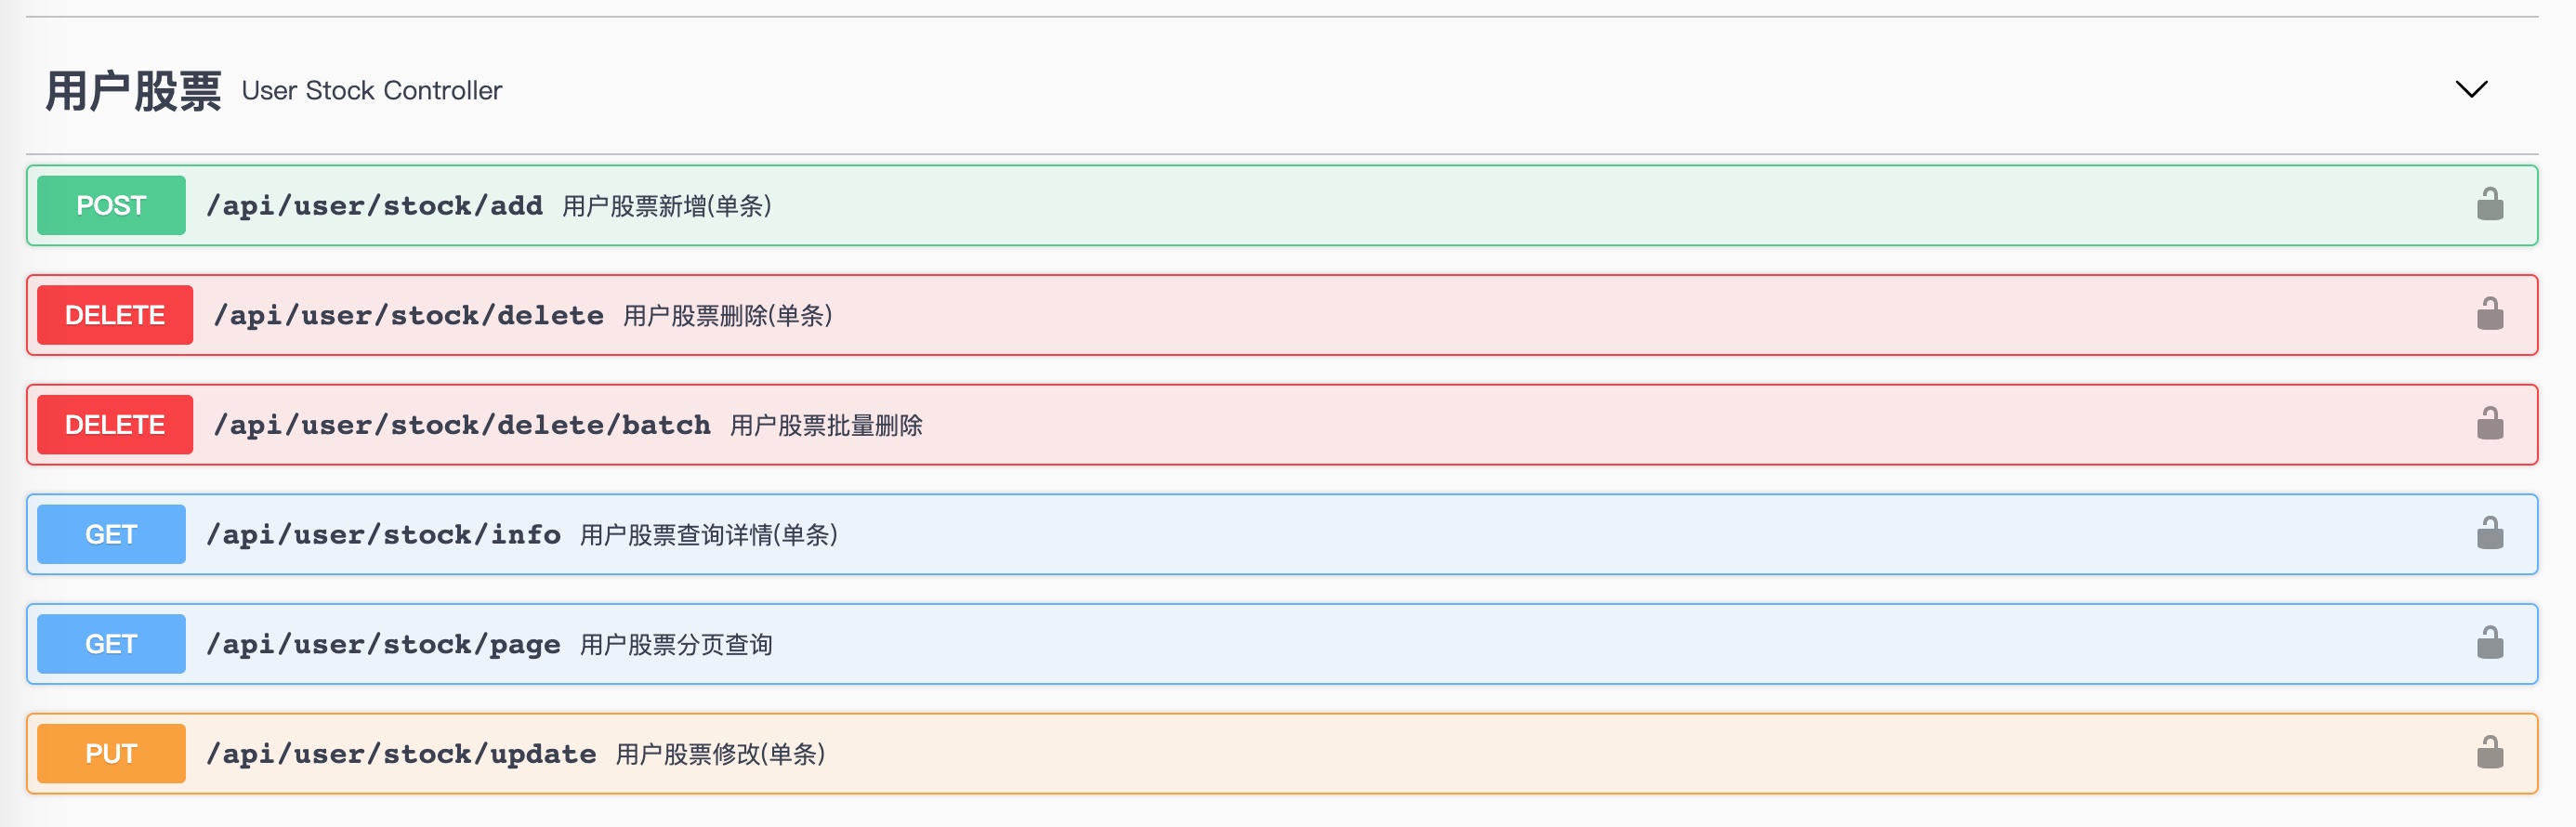 用户股票 User Stock Controller
POST /api/user/stock/add 用户股票新增(单条)
DELETE /api/user/stock/delete 用户股票删除(单条)
DELETE /api/user/stock/delete/batch 用户股票批量删除
GET /api/user/stock/info 用户股票查询详情(单条)
GET /api/user/stock/page 用户股票分页查询
PUT /api/user/stock/update 用户股票修改(单条)